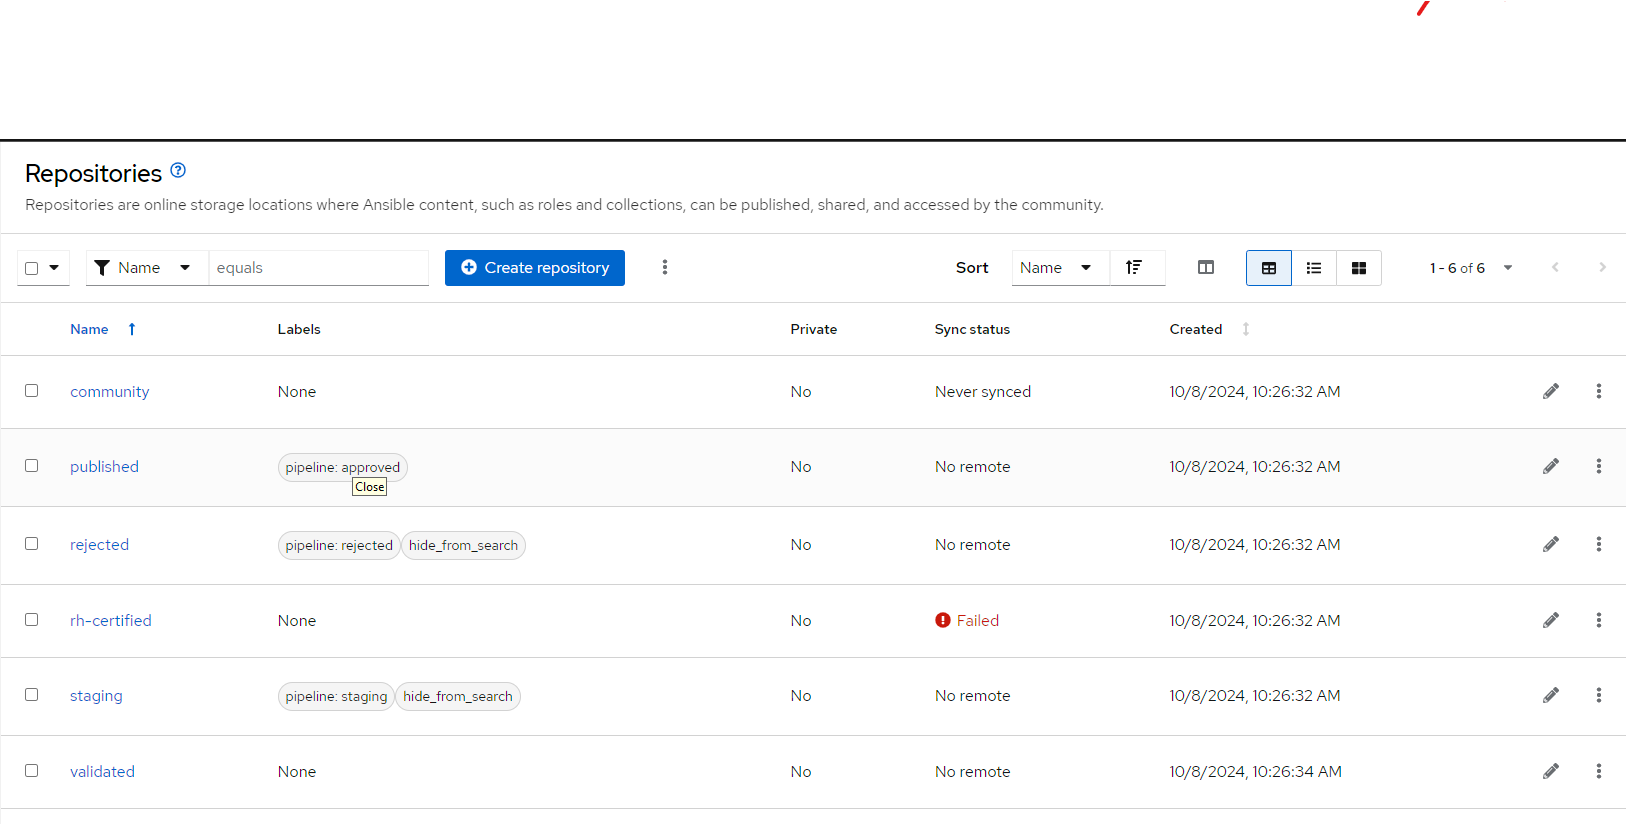 Repositories
Repositories are online storage locations where Ansible content, such as roles and collections, can be published, shared, and accessed by the community.
Name equals Create repository Sort Name 1 - 6 of 6
Name Labels Private Sync status Created
community None No Never synced 10/8/2024, 10:26:32 AM
published pipeline: approved No No remote 10/8/2024, 10:26:32 AM
Close
rejected pipeline: rejected hide_from_search No No remote 10/8/2024, 10:26:32 AM
rh-certified None No Failed 10/8/2024, 10:26:32 AM
staging pipeline: staging hide_from_search No No remote 10/8/2024, 10:26:32 AM
validated None No No remote 10/8/2024, 10:26:34 AM